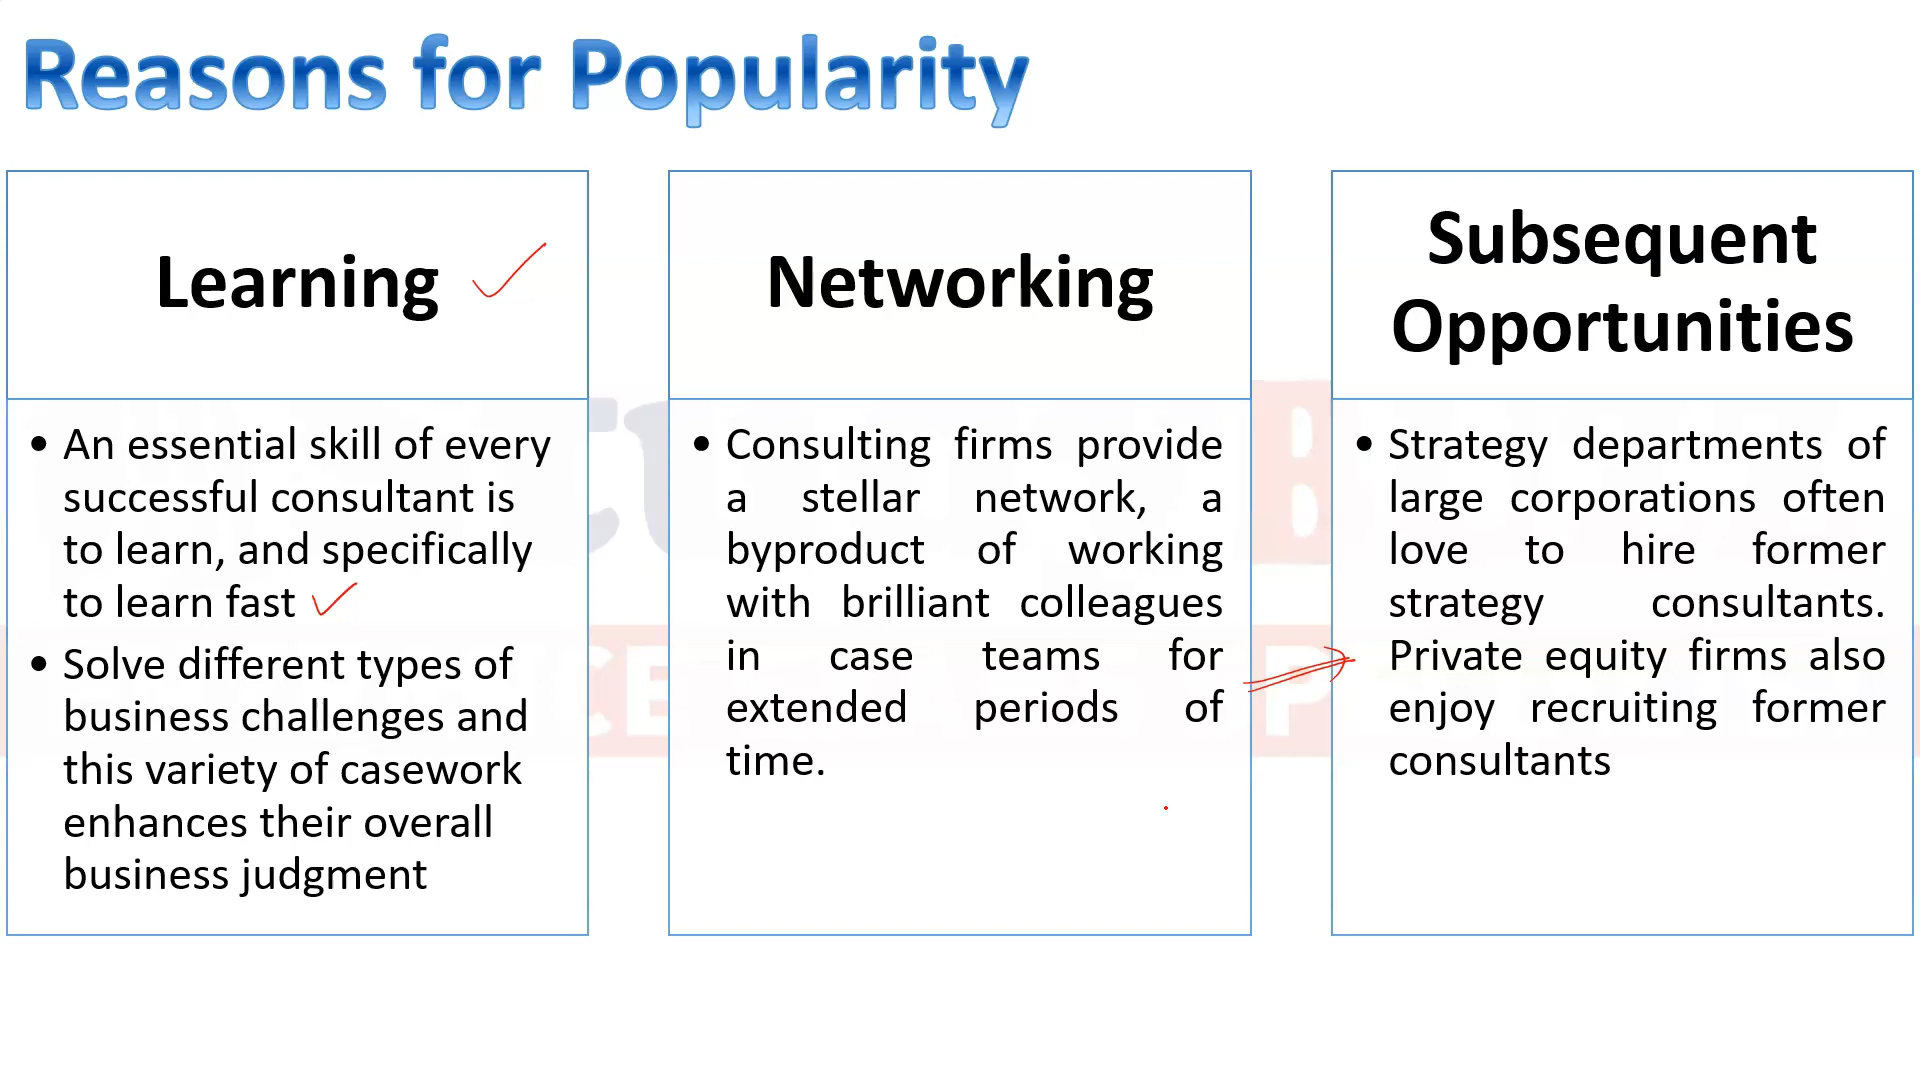 Reasons for Popularity
Learning
• An essential skill of every
successful consultant is
to learn, and specifically
to learn fast
• Solve different types of
business challenges and
this variety of casework
enhances their overall
business judgment
Networking
• Consulting firms provide
a stellar network, a
byproduct of working
with brilliant colleagues
in case teams for
extended periods of
time.
Subsequent
Opportunities
• Strategy departments of
large corporations often
love to hire former
strategy consultants.
Private equity firms also
enjoy recruiting former
consultants